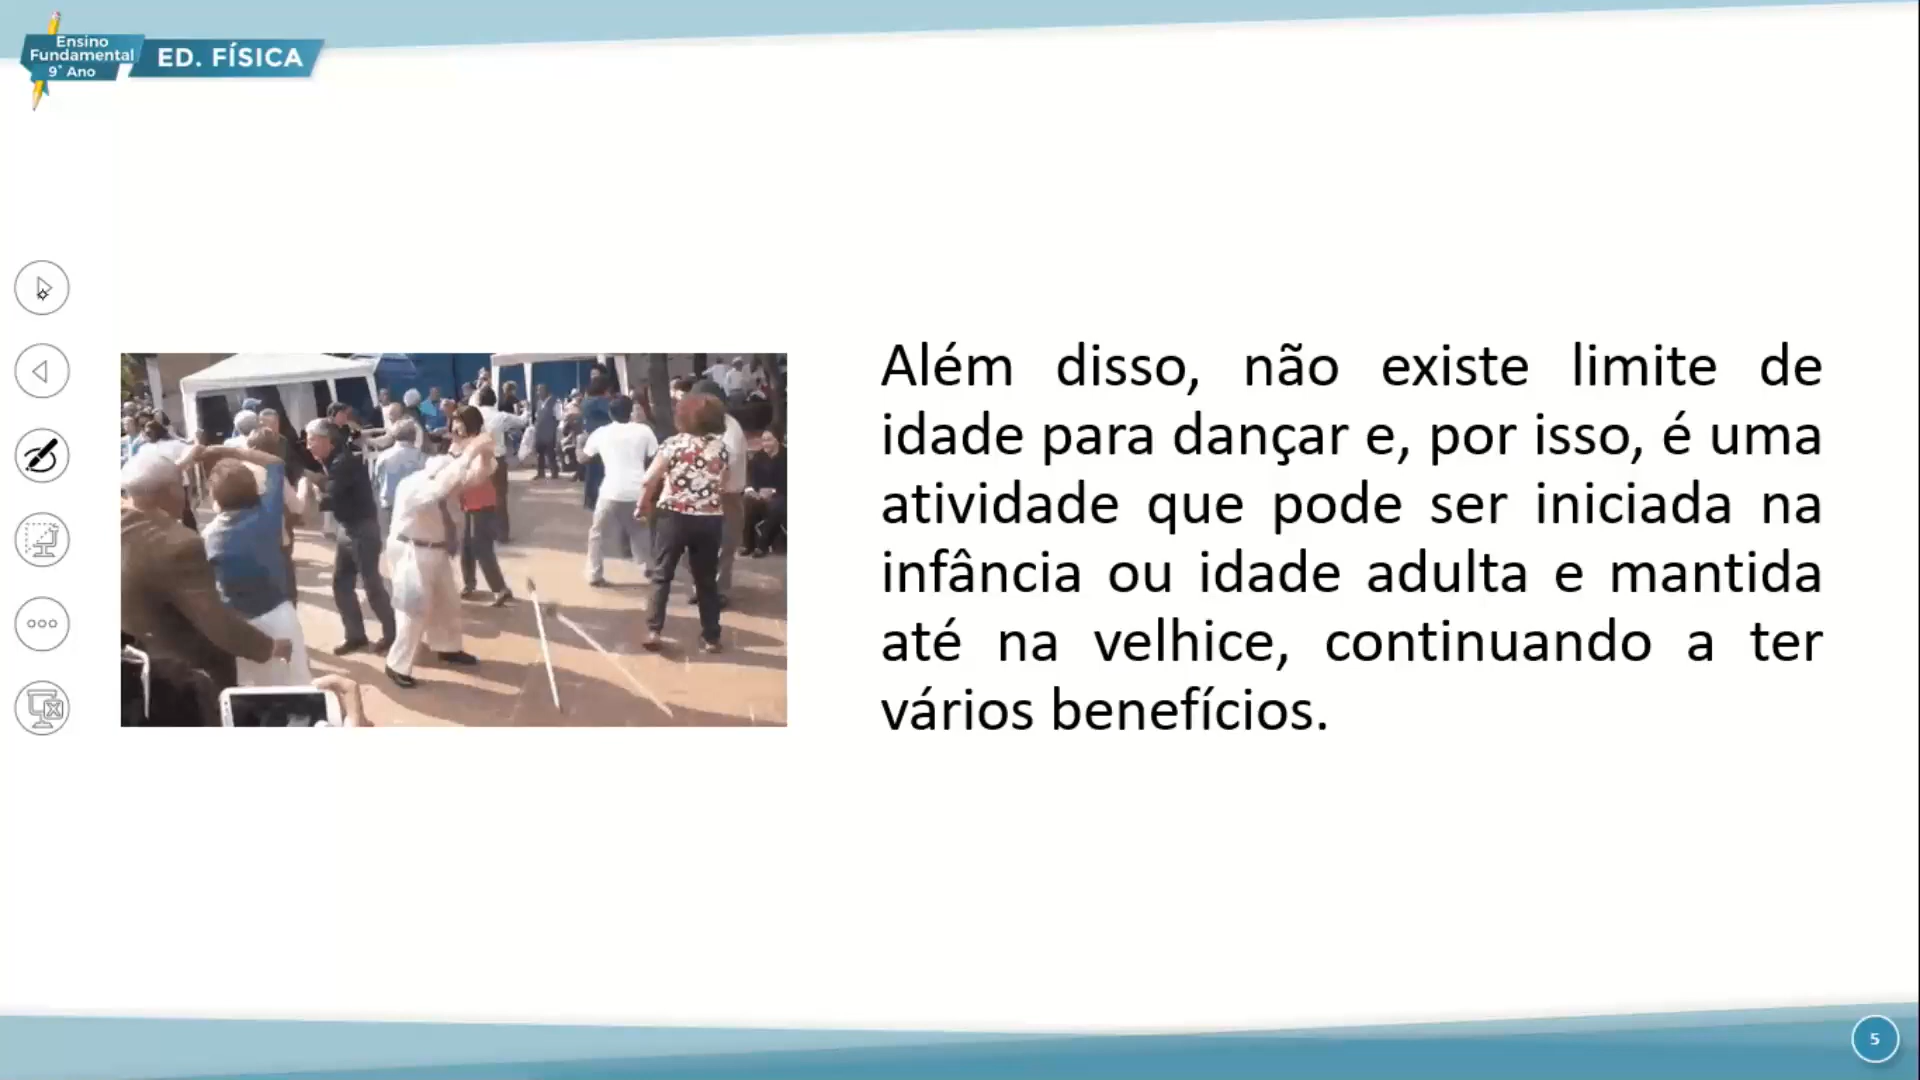 Ensino
Fundamental
9° Ano
ED. FÍSICA
Além disso, não existe limite de
idade para dançar e, por isso, é uma
atividade que pode ser iniciada na
infância ou idade adulta e mantida
até na velhice, continuando a ter
vários benefícios.
5